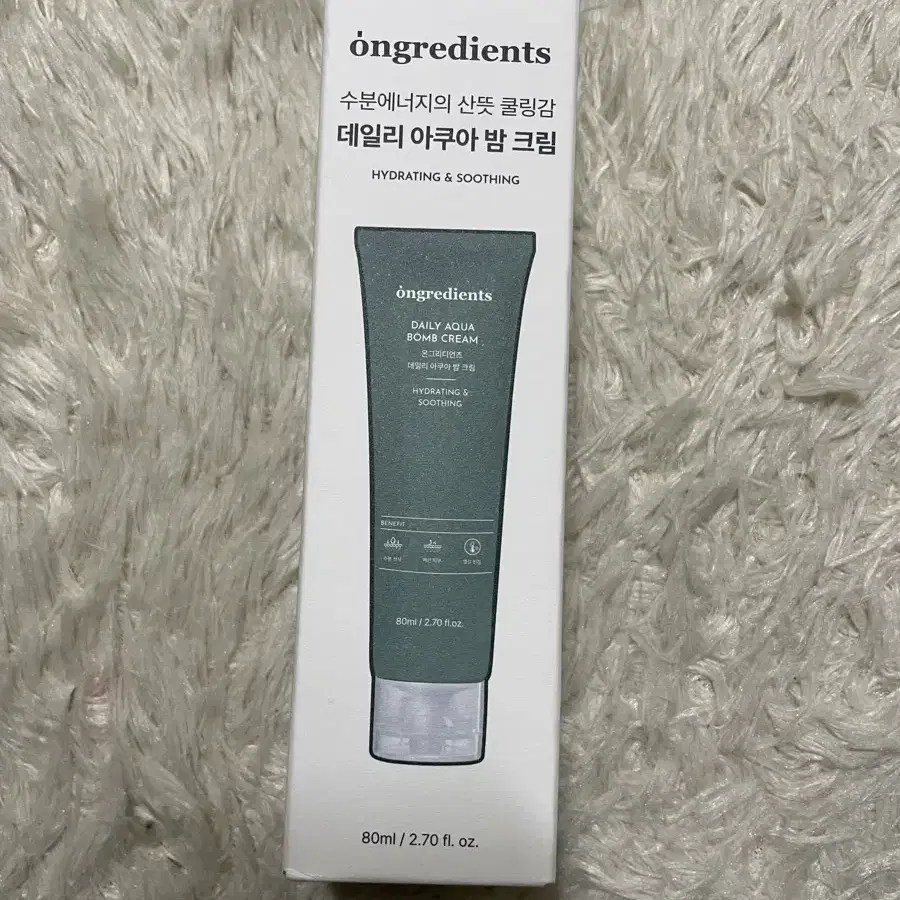 ongredients
수분에너지의 산뜻 쿨링감
데일리 아쿠아 밤 크림
HYDRATING & SOOTHING
ongredients
DAILY AQUA
BOMB CREAM
온그리디언츠
데일리 아쿠아 밤 크림
HYDRATING &
SOOTHING
BENEFIT
80ml / 2.70 fl.oz.
80ml / 2.70 fl. oz.